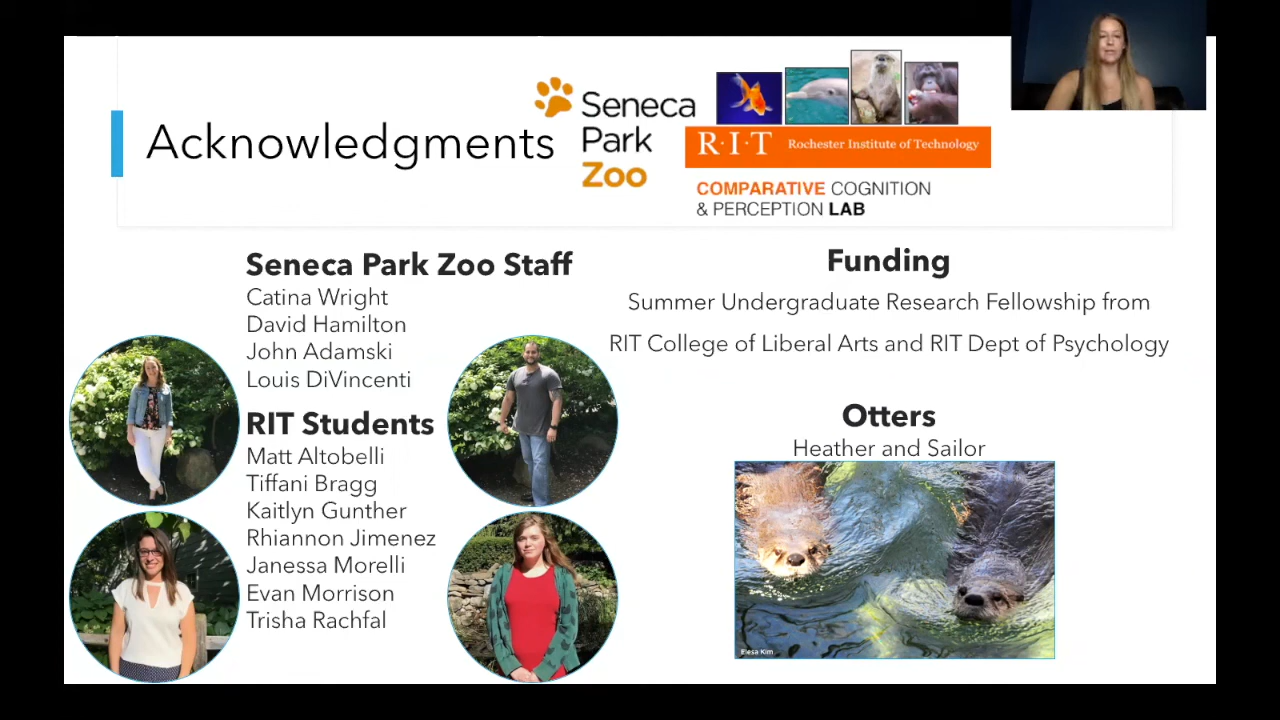 Acknowledgments
Seneca
Park
Zoo
R·I·T Rochester Institute of Technology
COMPARATIVE COGNITION
& PERCEPTION LAB
Seneca Park Zoo Staff
Catina Wright
David Hamilton
John Adamski
Louis DiVincenti
RIT Students
Matt Altobelli
Tiffani Bragg
Kaitlyn Gunther
Rhiannon Jimenez
Janessa Morelli
Evan Morrison
Trisha Rachfal
Funding
Summer Undergraduate Research Fellowship from
RIT College of Liberal Arts and RIT Dept of Psychology
Otters
Heather and Sailor
Elesa Kim